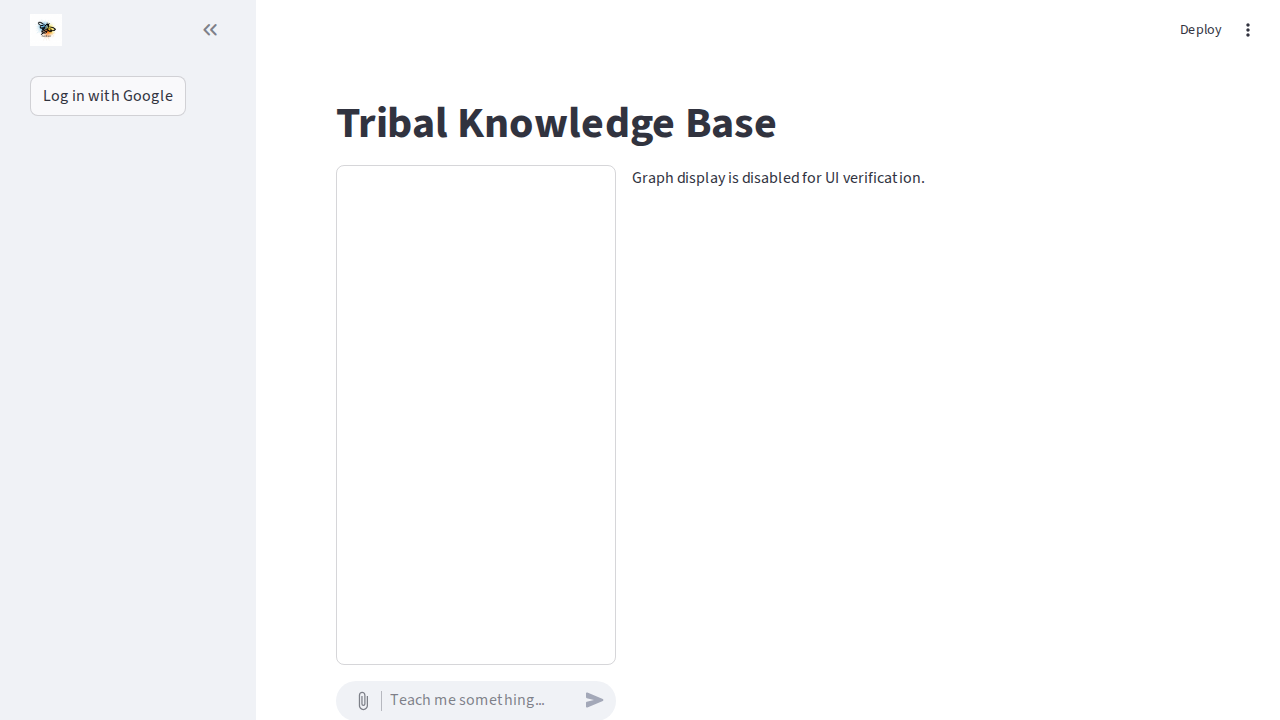 Deploy
Log in with Google
Tribal Knowledge Base
Graph display is disabled for UI verification.
Teach me something...